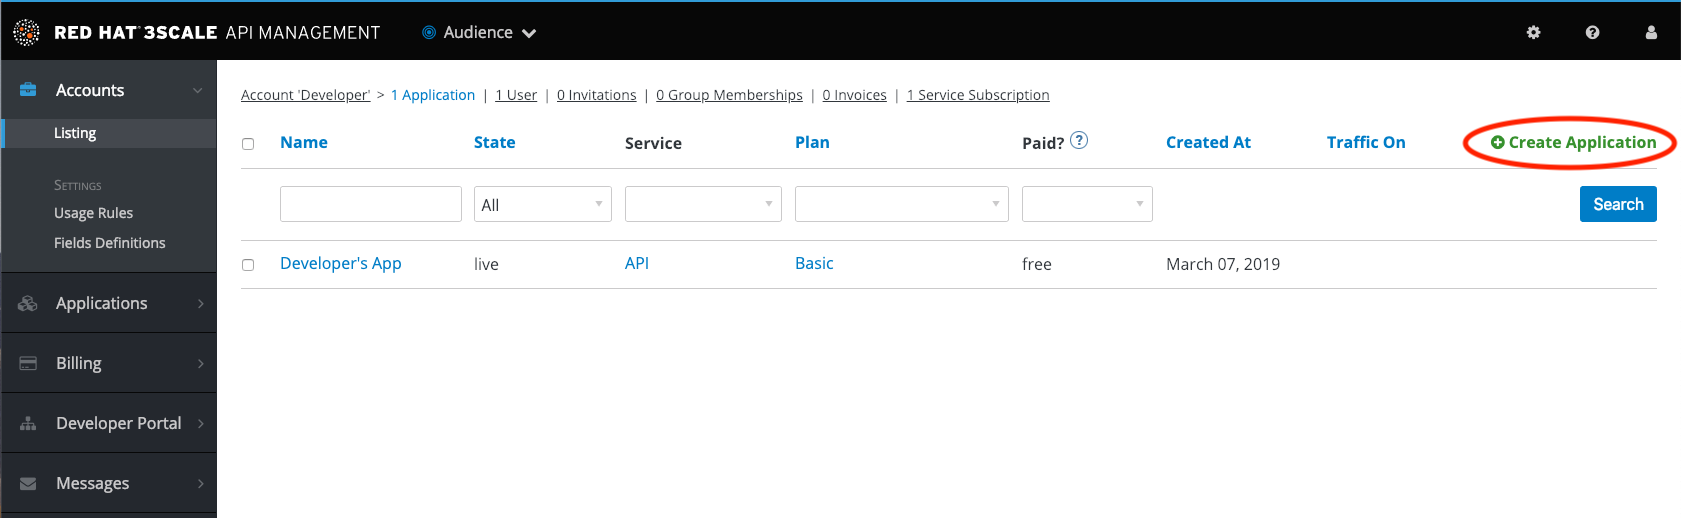 RED HAT 3SCALE API MANAGEMENT Audience
Accounts
Listing
Settings
Usage Rules
Fields Definitions
Applications
Billing
Developer Portal
Messages
Account 'Developer' > 1 Application | 1 User | 0 Invitations | 0 Group Memberships | 0 Invoices | 1 Service Subscription
Name State Service Plan Paid? ? Created At Traffic On Create Application
All Search
Developer's App live API Basic free March 07, 2019